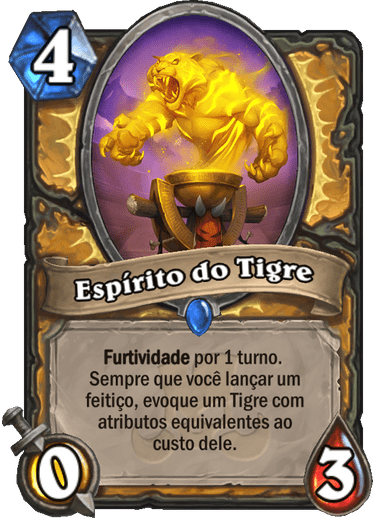 4
Espírito do Tigre
Furtividade por 1 turno.
Sempre que você lançar um
feitiço, evoque um Tigre com
atributos equivalentes ao
custo dele.
0
3